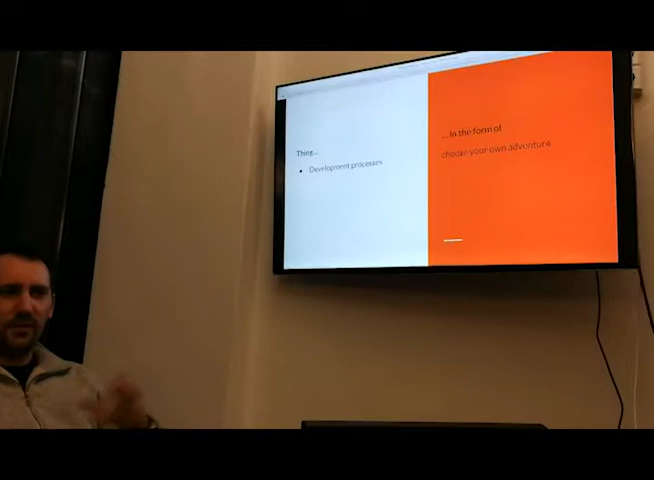 Thing...
Development processes
... In the form of
choose your own adventure